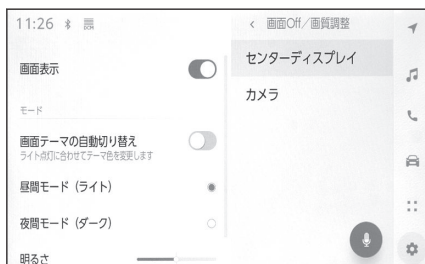 11:26
画面Off/画質調整
画面表示
モード
画面テーマの自動切り替え
ライト点灯に合わせてテーマ色を変更します
昼間モード（ライト）
夜間モード（ダーク）
明るさ
センターディスプレイ
カメラ